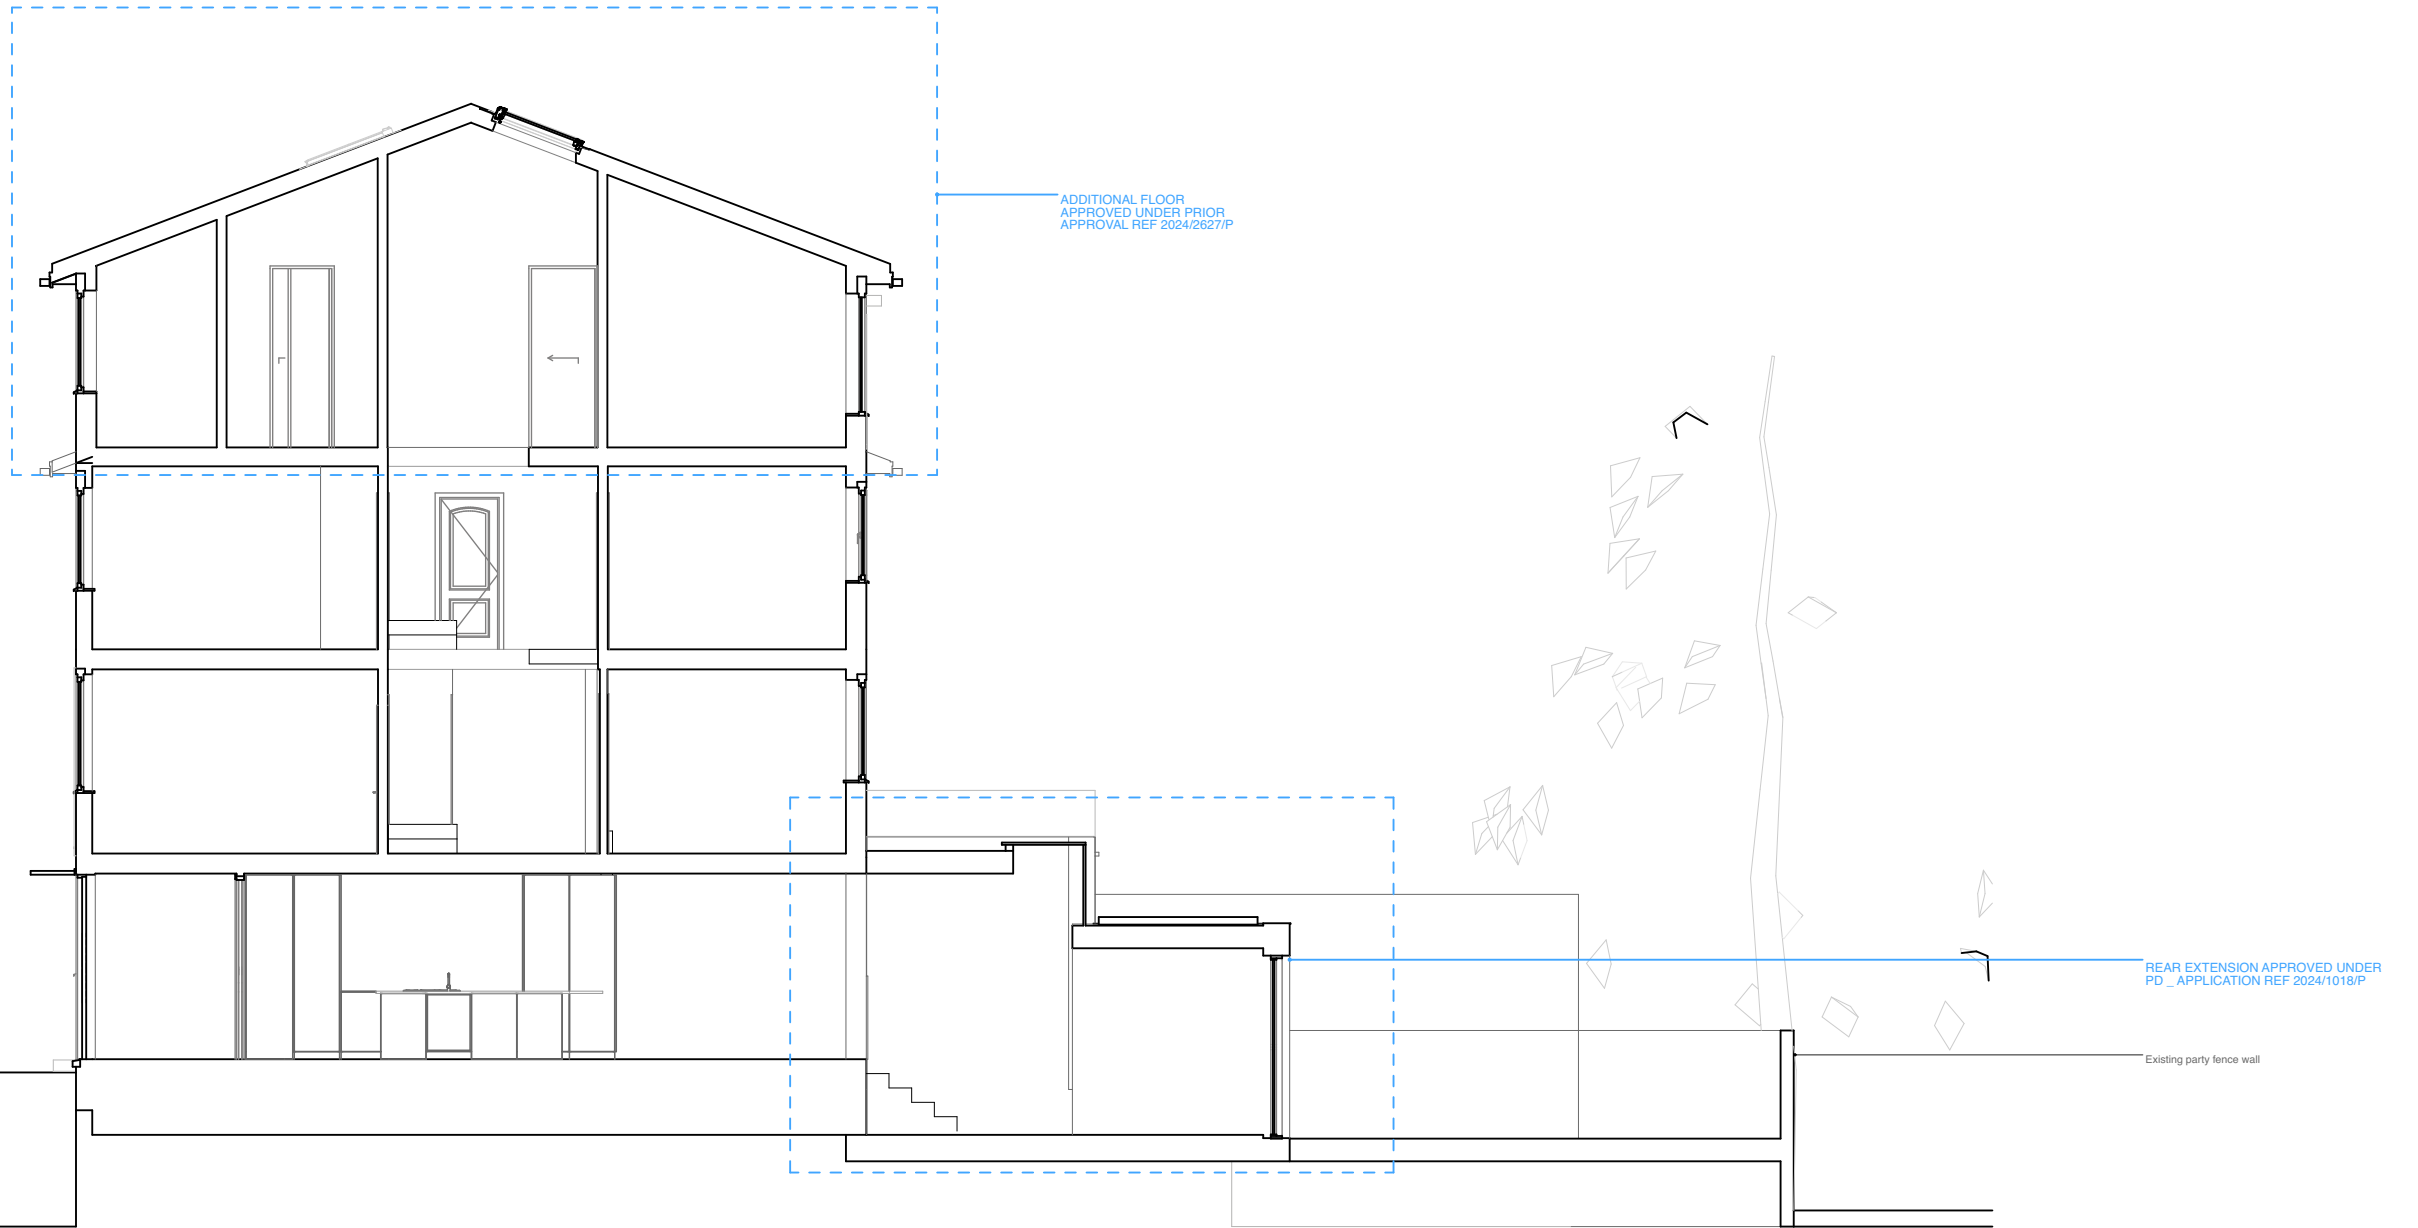 ADDITIONAL FLOOR
APPROVED UNDER PRIOR
APPROVAL REF 2024/2627/P
REAR EXTENSION APPROVED UNDER
PD _ APPLICATION REF 2024/1018/P
Existing party fence wall